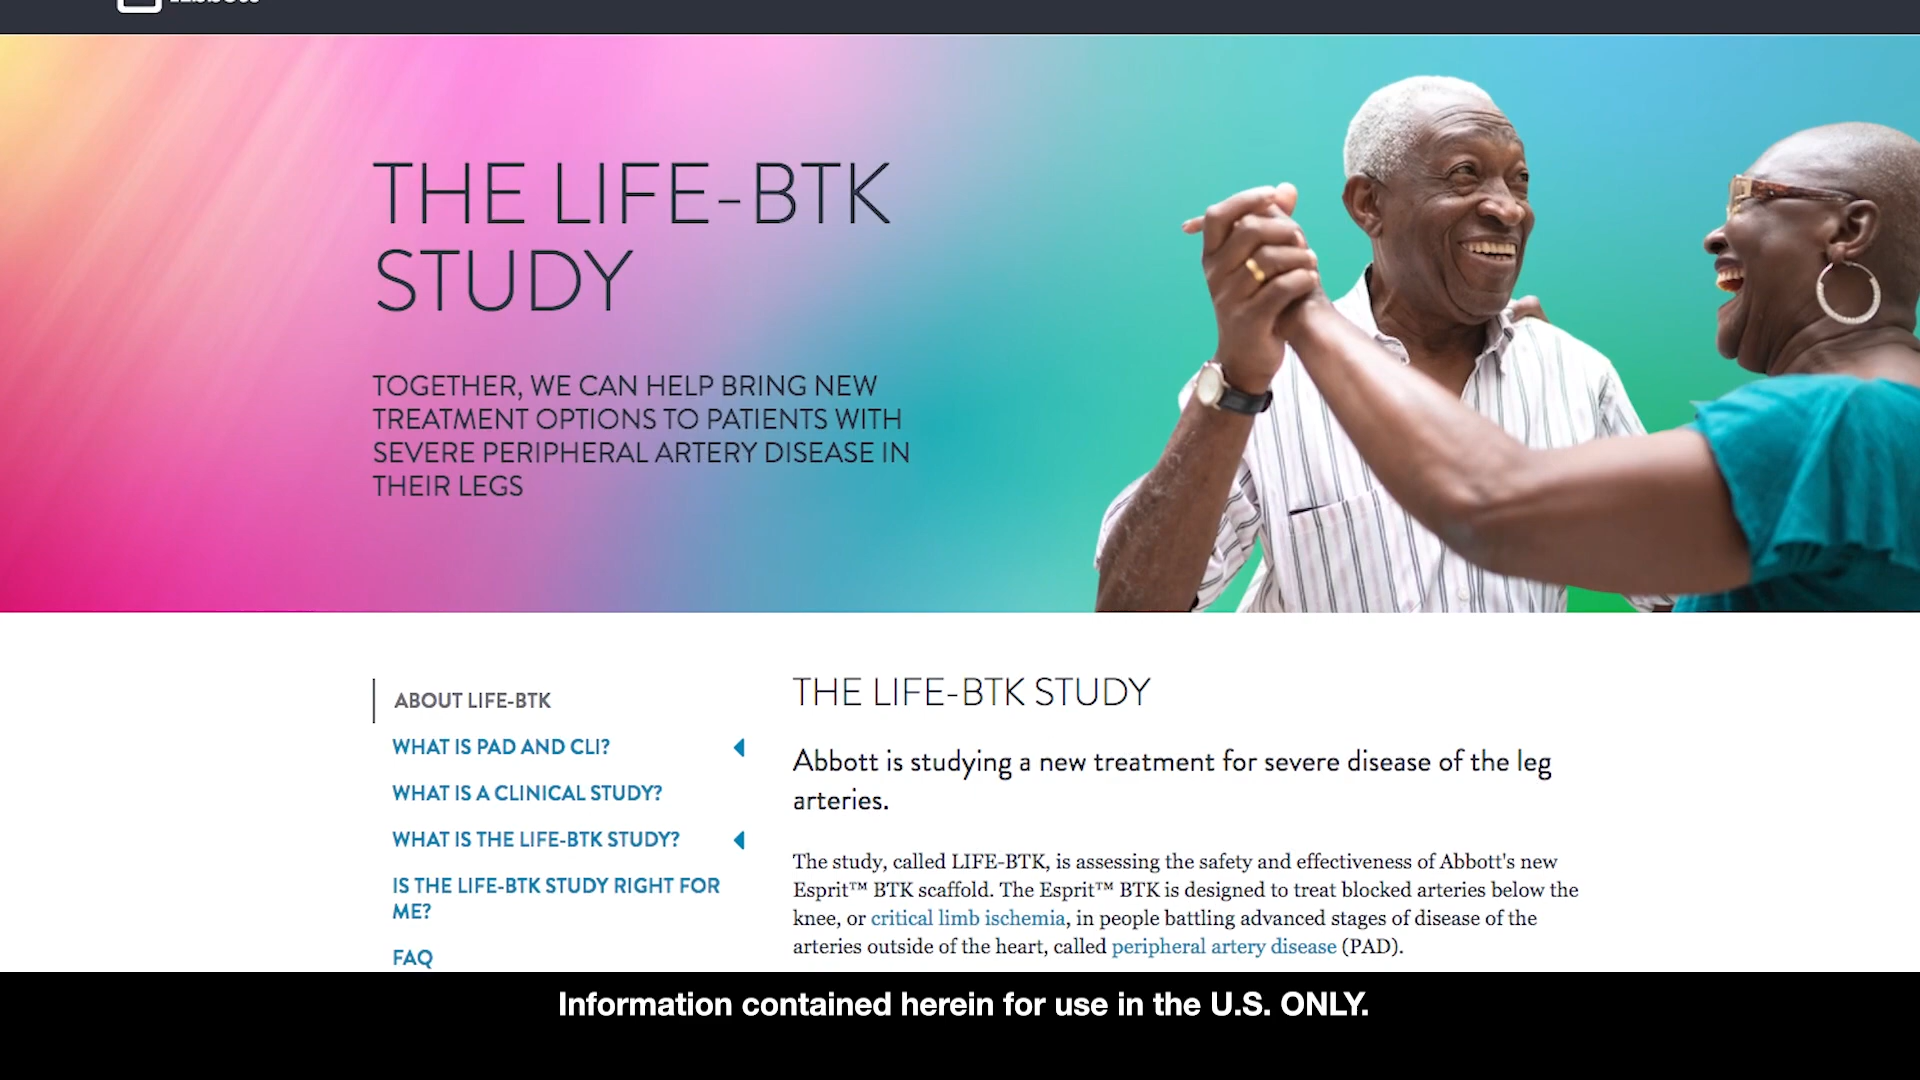 THE LIFE-BTK
STUDY
TOGETHER, WE CAN HELP BRING NEW
TREATMENT OPTIONS TO PATIENTS WITH
SEVERE PERIPHERAL ARTERY DISEASE IN
THEIR LEGS
ABOUT LIFE-BTK
WHAT IS PAD AND CLI?
WHAT IS A CLINICAL STUDY?
WHAT IS THE LIFE-BTK STUDY?
IS THE LIFE-BTK STUDY RIGHT FOR
ME?
FAQ
THE LIFE-BTK STUDY
Abbott is studying a new treatment for severe disease of the leg
arteries.
The study, called LIFE-BTK, is assessing the safety and effectiveness of Abbott's new
Esprit™ BTK scaffold. The Esprit™ BTK is designed to treat blocked arteries below the
knee, or critical limb ischemia, in people battling advanced stages of disease of the
arteries outside of the heart, called peripheral artery disease (PAD).
Information contained herein for use in the U.S. ONLY.